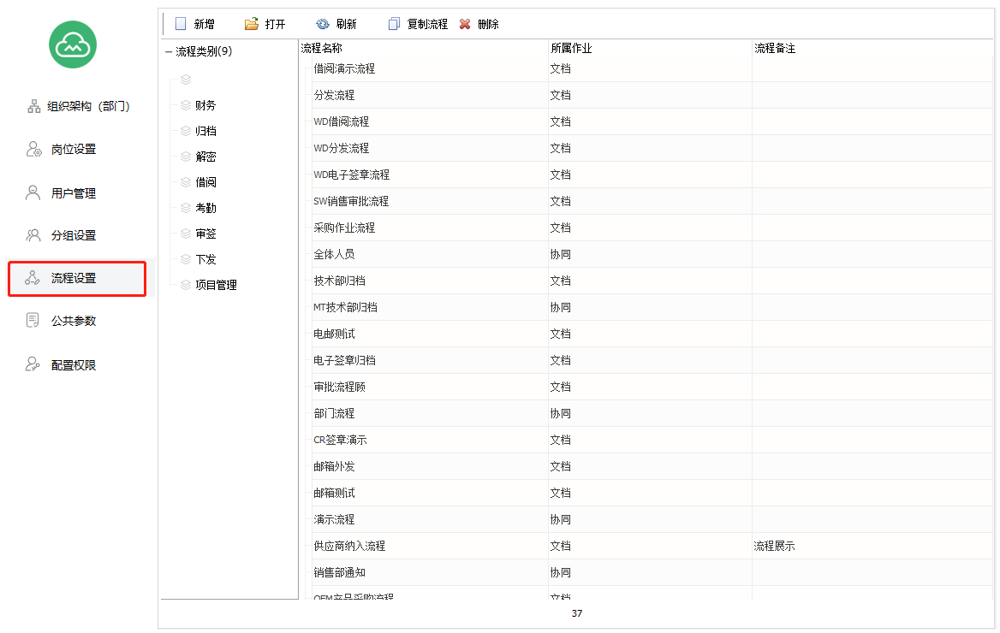 新增 打开 刷新 复制流程 删除
组织架构（部门）
岗位设置
用户管理
分组设置
流程设置
公共参数
配置权限
流程类别(9)
财务
归档
解密
借阅
考勤
审签
下发
项目管理
流程名称 所属作业 流程备注
借阅演示流程 文档
分发流程 文档
WD借阅流程 文档
WD分发流程 文档
WD电子签章流程 文档
SW销售审批流程 文档
采购作业流程 文档
全体人员 协同
技术部归档 文档
MT技术部归档 协同
电邮测试 文档
电子签章归档 文档
审批流程顾 文档
部门流程 协同
CR签章演示 文档
邮箱外发 文档
邮箱测试 文档
演示流程 协同
供应商纳入流程 文档 流程展示
销售部通知 协同
OEM产品采购流程 文档
37